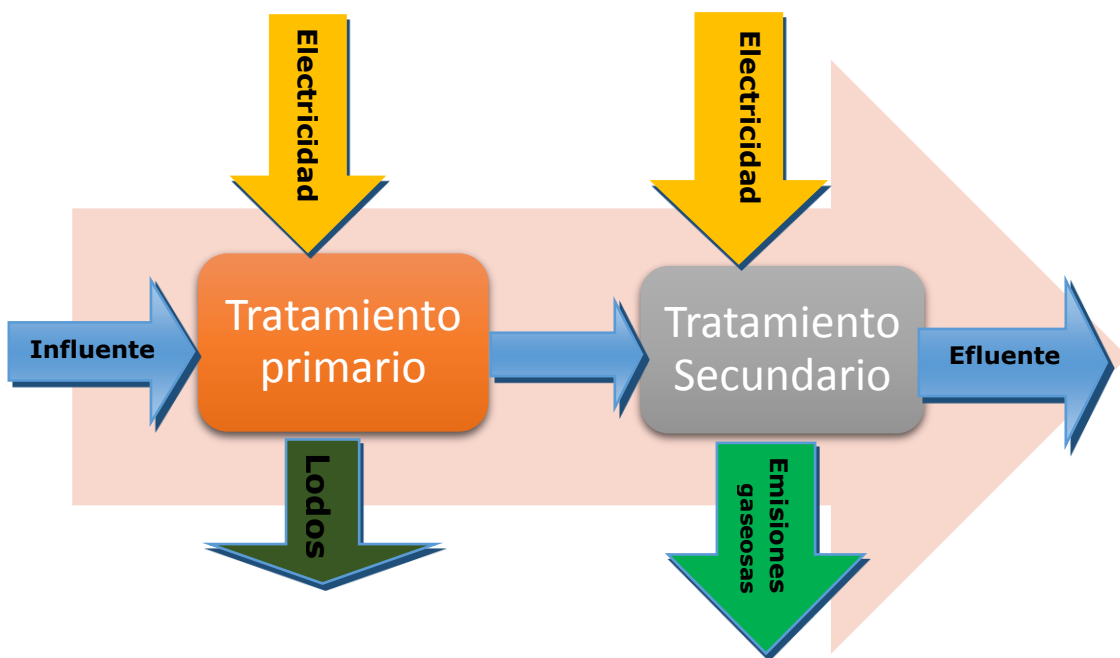 Electricidad
Electricidad
Influente
Tratamiento
primario
Tratamiento
Secundario
Efluente
Lodos
Emisiones
gaseosas